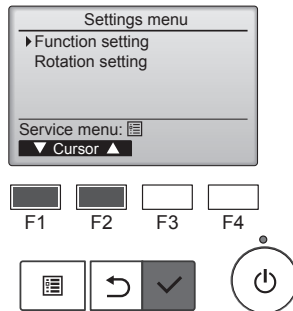 Settings menu
Function setting
Rotation setting
Service menu:
▼ Cursor ▲
F1 F2 F3 F4